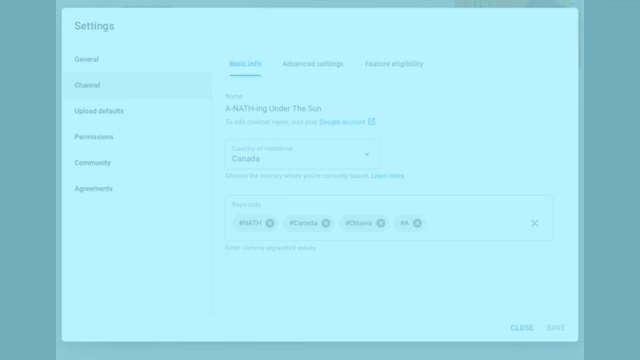 Settings
General
Channel
Upload defaults
Permissions
Community
Agreements
Basic info
Advanced settings
Feature eligibility
Name
A-NATH-ing Under The Sun
To edit channel name, visit your Google account
Country of residence
Canada
Choose the country where you're currently based. Learn more
Keywords
#NATH
#Canada
#Ottawa
#A
Enter comma-separated values
CLOSE
SAVE